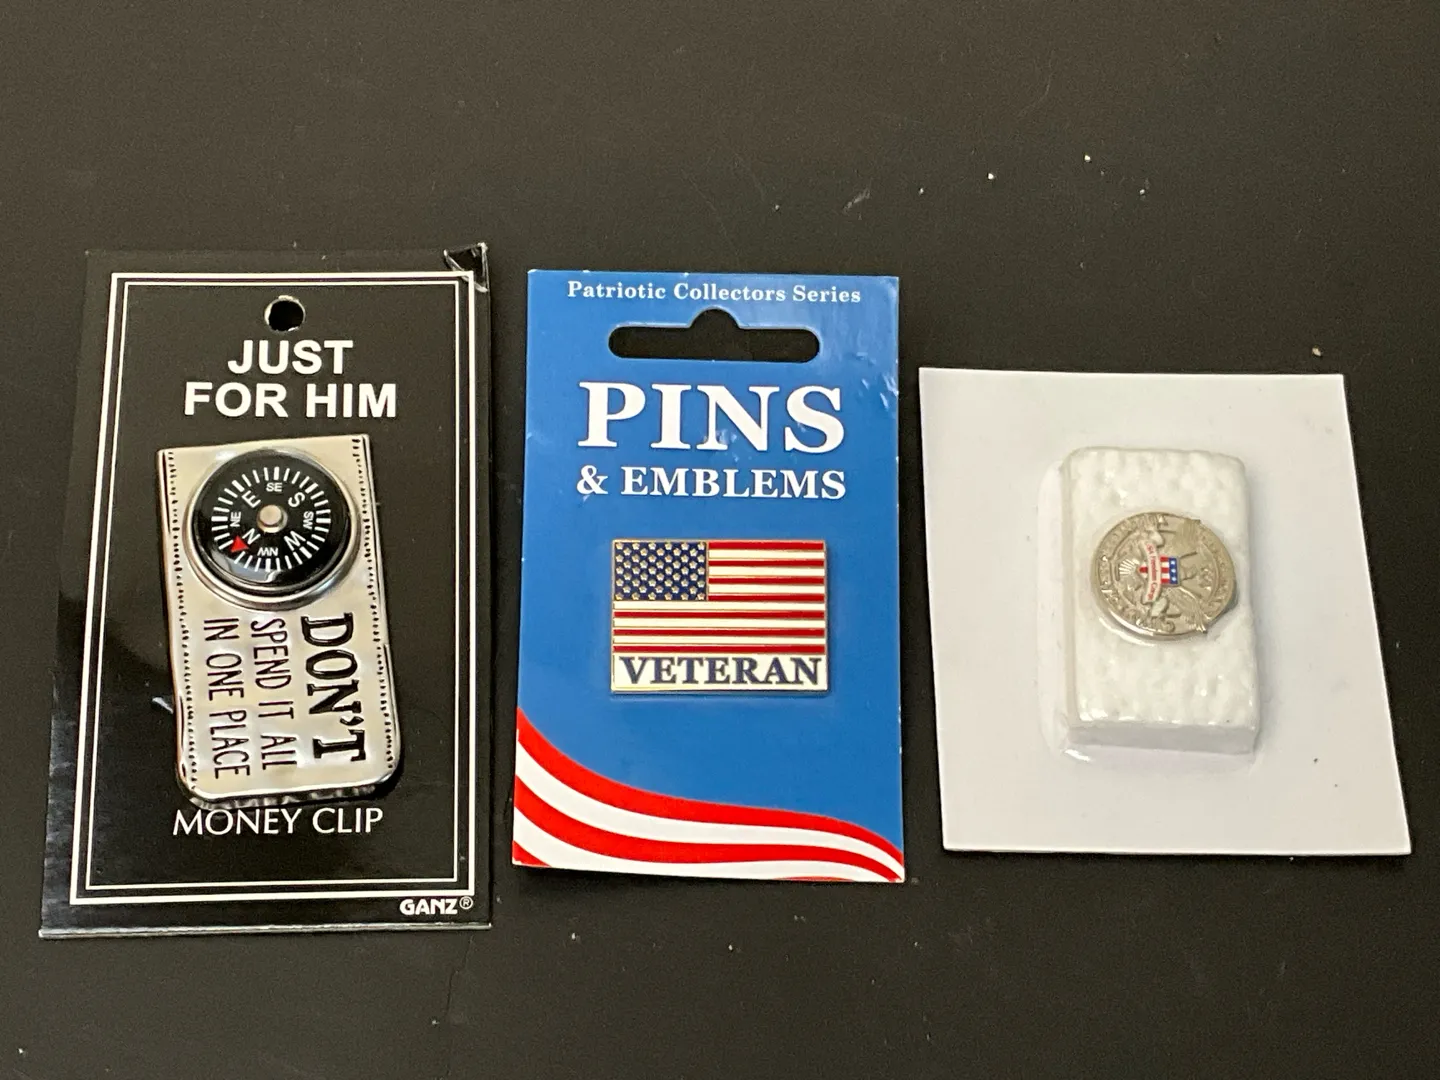 JUST
FOR HIM
SE
E
S
NE
SW
N
W
NW
DON'T
SPEND IT ALL
IN ONE PLACE
MONEY CLIP
GANZ®
Patriotic Collectors Series
PINS
& EMBLEMS
VETERAN